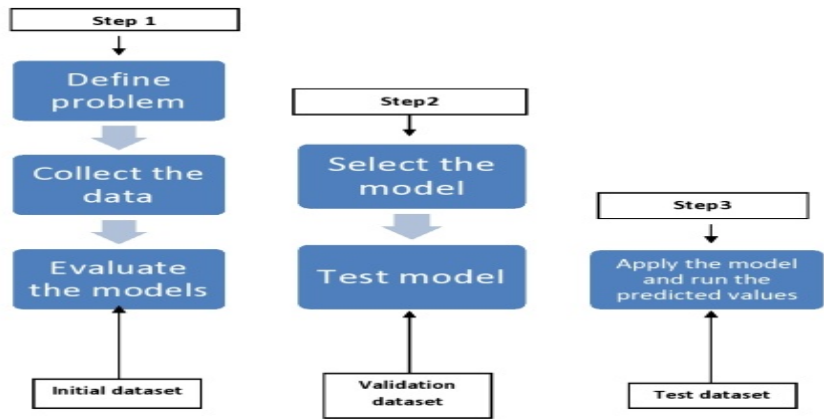 Step 1
Define
problem
Collect the
data
Evaluate
the models
Initial dataset
Step2
Select the
model
Test model
Validation
dataset
Step3
Apply the model
and run the
predicted values
Test dataset